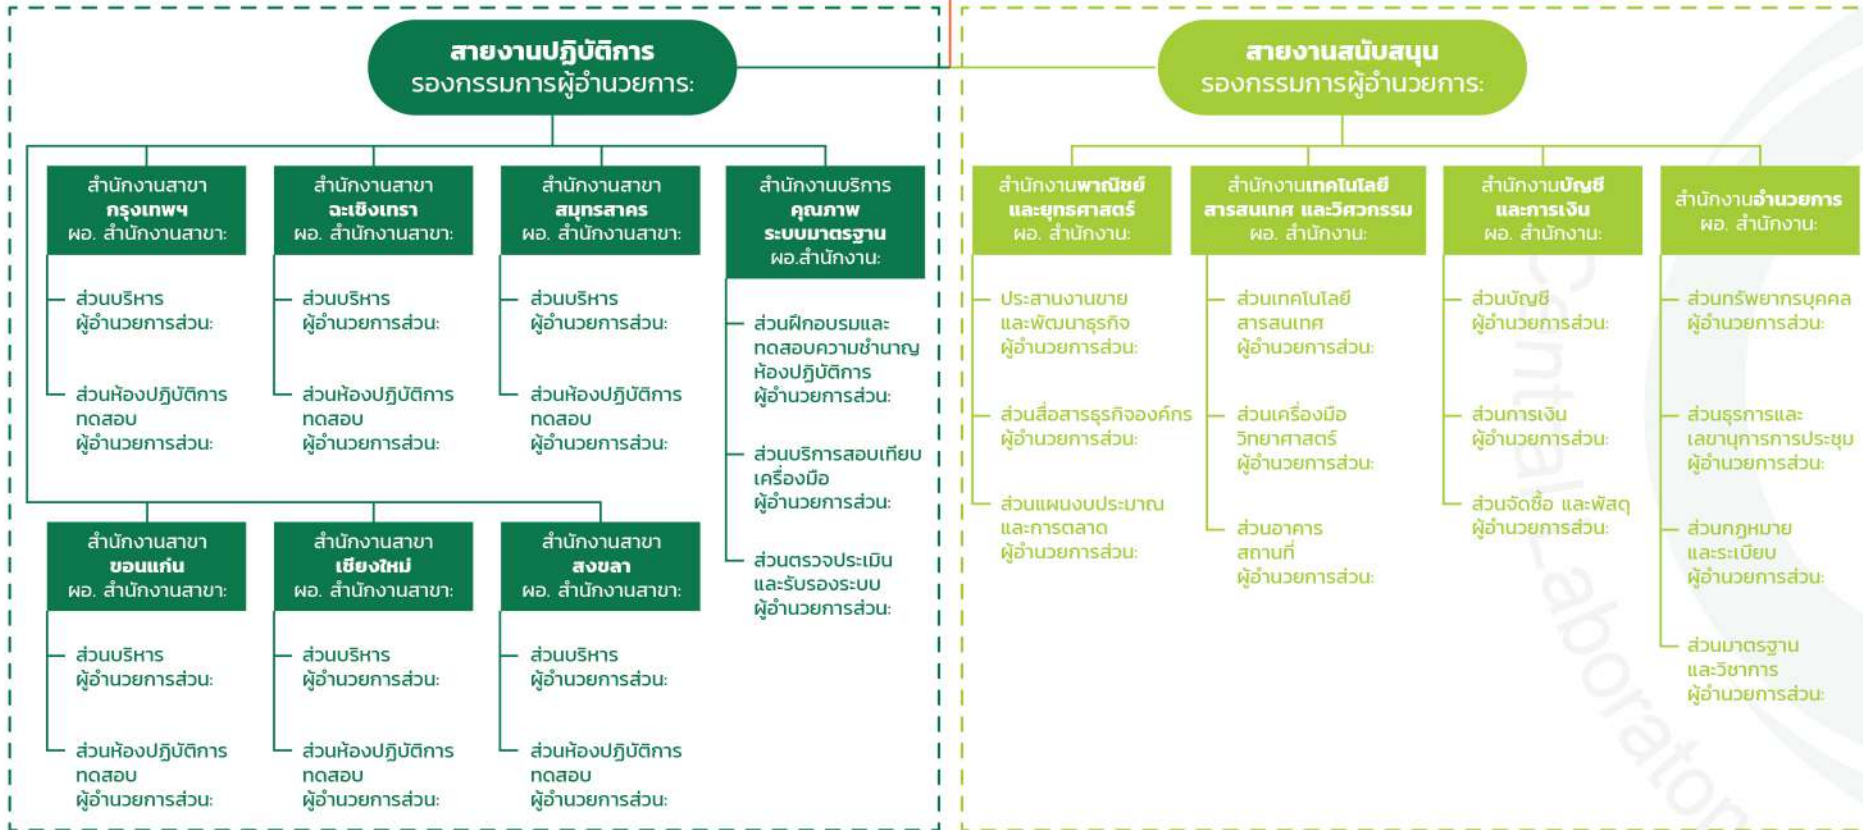 สายงานปฏิบัติการ
รองกรรมการผู้อำนวยการ:
สำนักงานสาขา
กรุงเทพฯ
ผอ. สำนักงานสาขา:
ส่วนบริหาร
ผู้อำนวยการส่วน:
ส่วนห้องปฏิบัติการ
ทดสอบ
ผู้อำนวยการส่วน:
สำนักงานสาขา
ฉะเชิงเทรา
ผอ. สำนักงานสาขา:
ส่วนบริหาร
ผู้อำนวยการส่วน:
ส่วนห้องปฏิบัติการ
ทดสอบ
ผู้อำนวยการส่วน:
สำนักงานสาขา
สมุทรสาคร
ผอ. สำนักงานสาขา:
ส่วนบริหาร
ผู้อำนวยการส่วน:
ส่วนห้องปฏิบัติการ
ทดสอบ
ผู้อำนวยการส่วน:
สำนักงานบริการ
คุณภาพ
ระบบมาตรฐาน
ผอ.สำนักงาน:
ส่วนฝึกอบรมและ
ทดสอบความชำนาญ
ห้องปฏิบัติการ
ผู้อำนวยการส่วน:
ส่วนบริการสอบเทียบ
เครื่องมือ
ผู้อำนวยการส่วน:
ส่วนตรวจประเมิน
และรับรองระบบ
ผู้อำนวยการส่วน:
สำนักงานสาขา
ขอนแก่น
ผอ. สำนักงานสาขา:
ส่วนบริหาร
ผู้อำนวยการส่วน:
ส่วนห้องปฏิบัติการ
ทดสอบ
ผู้อำนวยการส่วน:
สำนักงานสาขา
เชียงใหม่
ผอ. สำนักงานสาขา:
ส่วนบริหาร
ผู้อำนวยการส่วน:
ส่วนห้องปฏิบัติการ
ทดสอบ
ผู้อำนวยการส่วน:
สำนักงานสาขา
สงขลา
ผอ. สำนักงานสาขา:
ส่วนบริหาร
ผู้อำนวยการส่วน:
ส่วนห้องปฏิบัติการ
ทดสอบ
ผู้อำนวยการส่วน:
สายงานสนับสนุน
รองกรรมการผู้อำนวยการ:
สำนักงานพาณิชย์
และยุทธศาสตร์
ผอ. สำนักงาน:
ประสานงานขาย
และพัฒนาธุรกิจ
ผู้อำนวยการส่วน:
ส่วนสื่อสารธุรกิจองค์กร
ผู้อำนวยการส่วน:
ส่วนแผนงบประมาณ
และการตลาด
ผู้อำนวยการส่วน:
สำนักงานเทคโนโลยี
สารสนเทศ และวิศวกรรม
ผอ. สำนักงาน:
ส่วนเทคโนโลยี
สารสนเทศ
ผู้อำนวยการส่วน:
ส่วนเครื่องมือ
วิทยาศาสตร์
ผู้อำนวยการส่วน:
ส่วนอาคาร
สถานที่
ผู้อำนวยการส่วน:
สำนักงานบัญชี
และการเงิน
ผอ. สำนักงาน:
ส่วนบัญชี
ผู้อำนวยการส่วน:
ส่วนการเงิน
ผู้อำนวยการส่วน:
ส่วนจัดซื้อ และพัสดุ
ผู้อำนวยการส่วน:
สำนักงานอำนวยการ
ผอ. สำนักงาน:
ส่วนทรัพยากรบุคคล
ผู้อำนวยการส่วน:
ส่วนธุรการและ
เลขานุการการประชุม
ผู้อำนวยการส่วน:
ส่วนกฎหมาย
และระเบียบ
ผู้อำนวยการส่วน:
ส่วนมาตรฐาน
และวิชาการ
ผู้อำนวยการส่วน:
Central Laborator